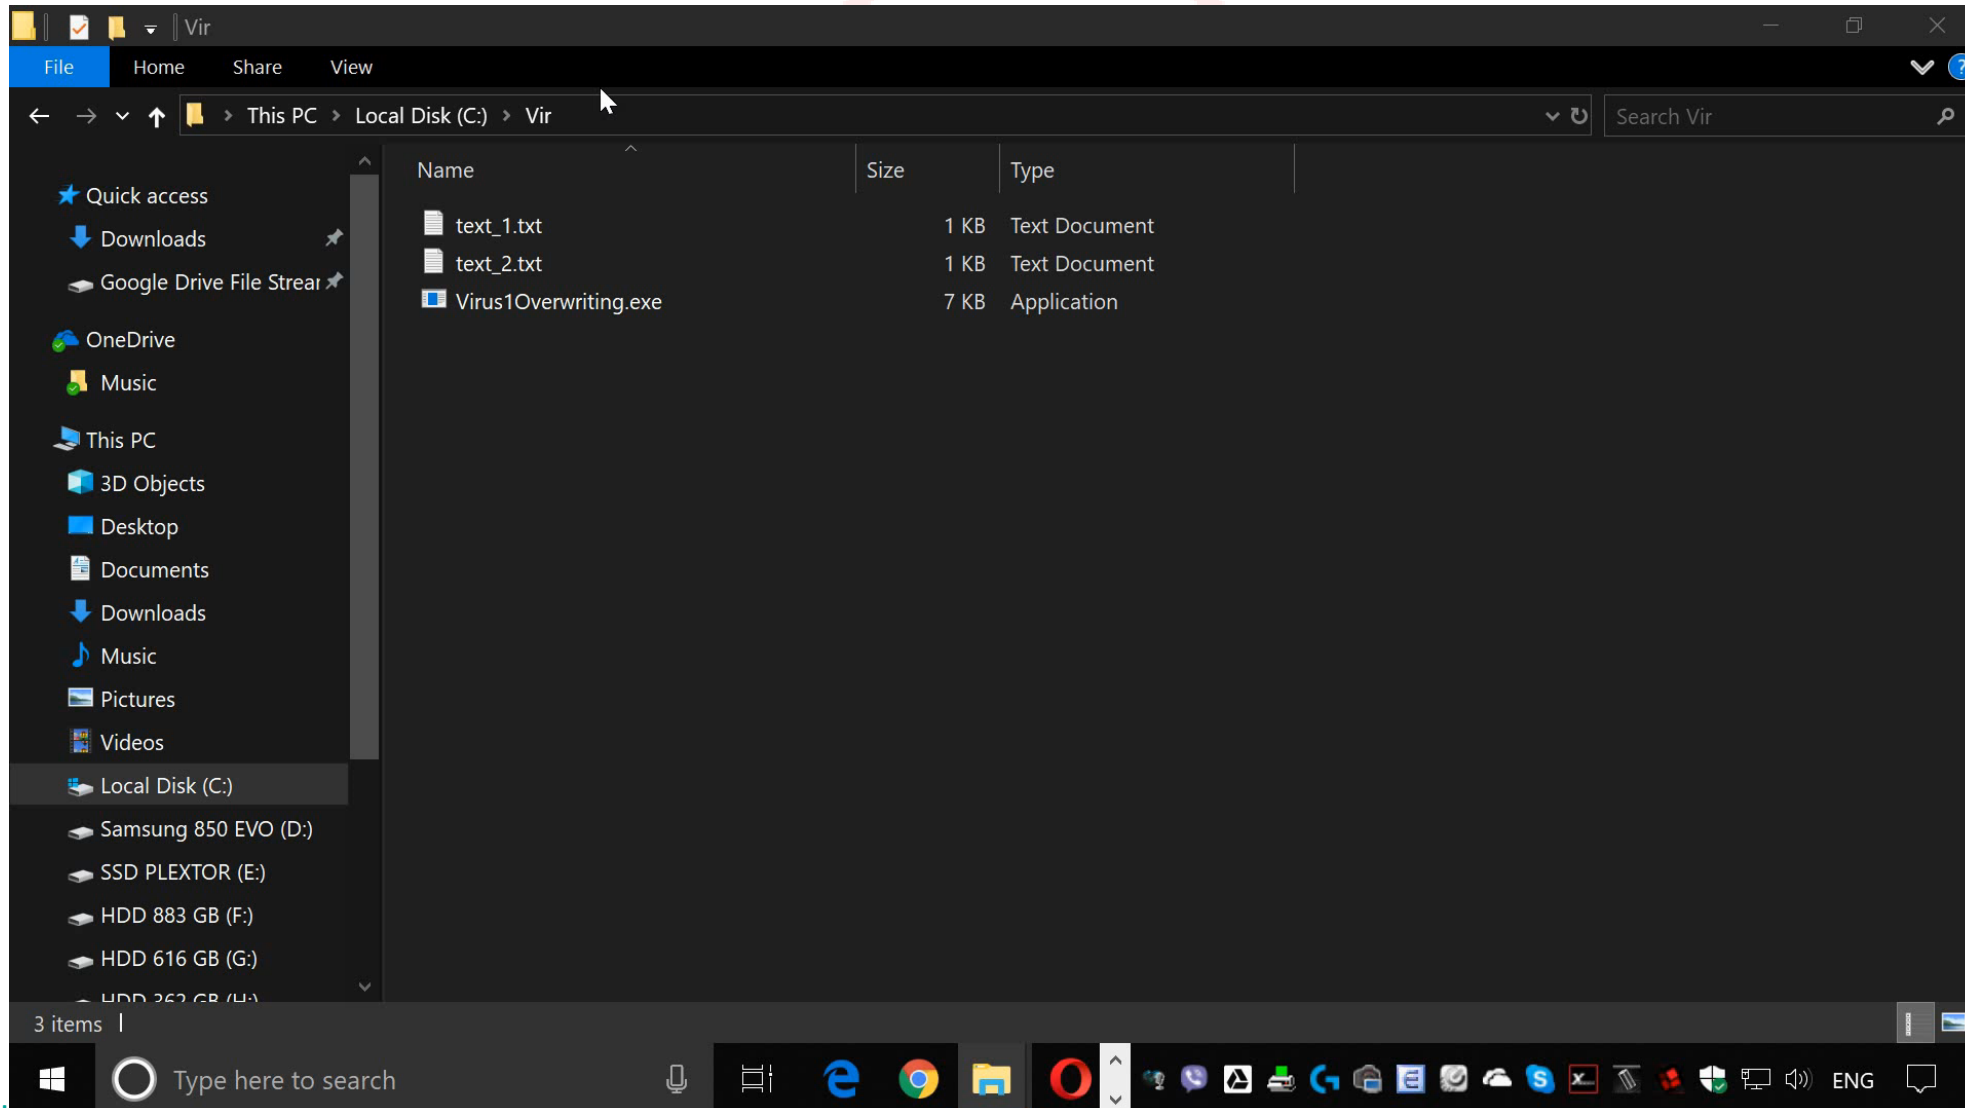 Vir
File Home Share View
This PC Local Disk (C:) Vir
Search Vir
Name Size Type
Quick access
Downloads
Google Drive File Strear
OneDrive
Music
This PC
3D Objects
Desktop
Documents
Downloads
Music
Pictures
Videos
Local Disk (C:)
Samsung 850 EVO (D:)
SSD PLEXTOR (E:)
HDD 883 GB (F:)
HDD 616 GB (G:)
HDD 362 GB (H:)
text_1.txt 1 KB Text Document
text_2.txt 1 KB Text Document
Virus1Overwriting.exe 7 KB Application
3 items
Type here to search
ENG